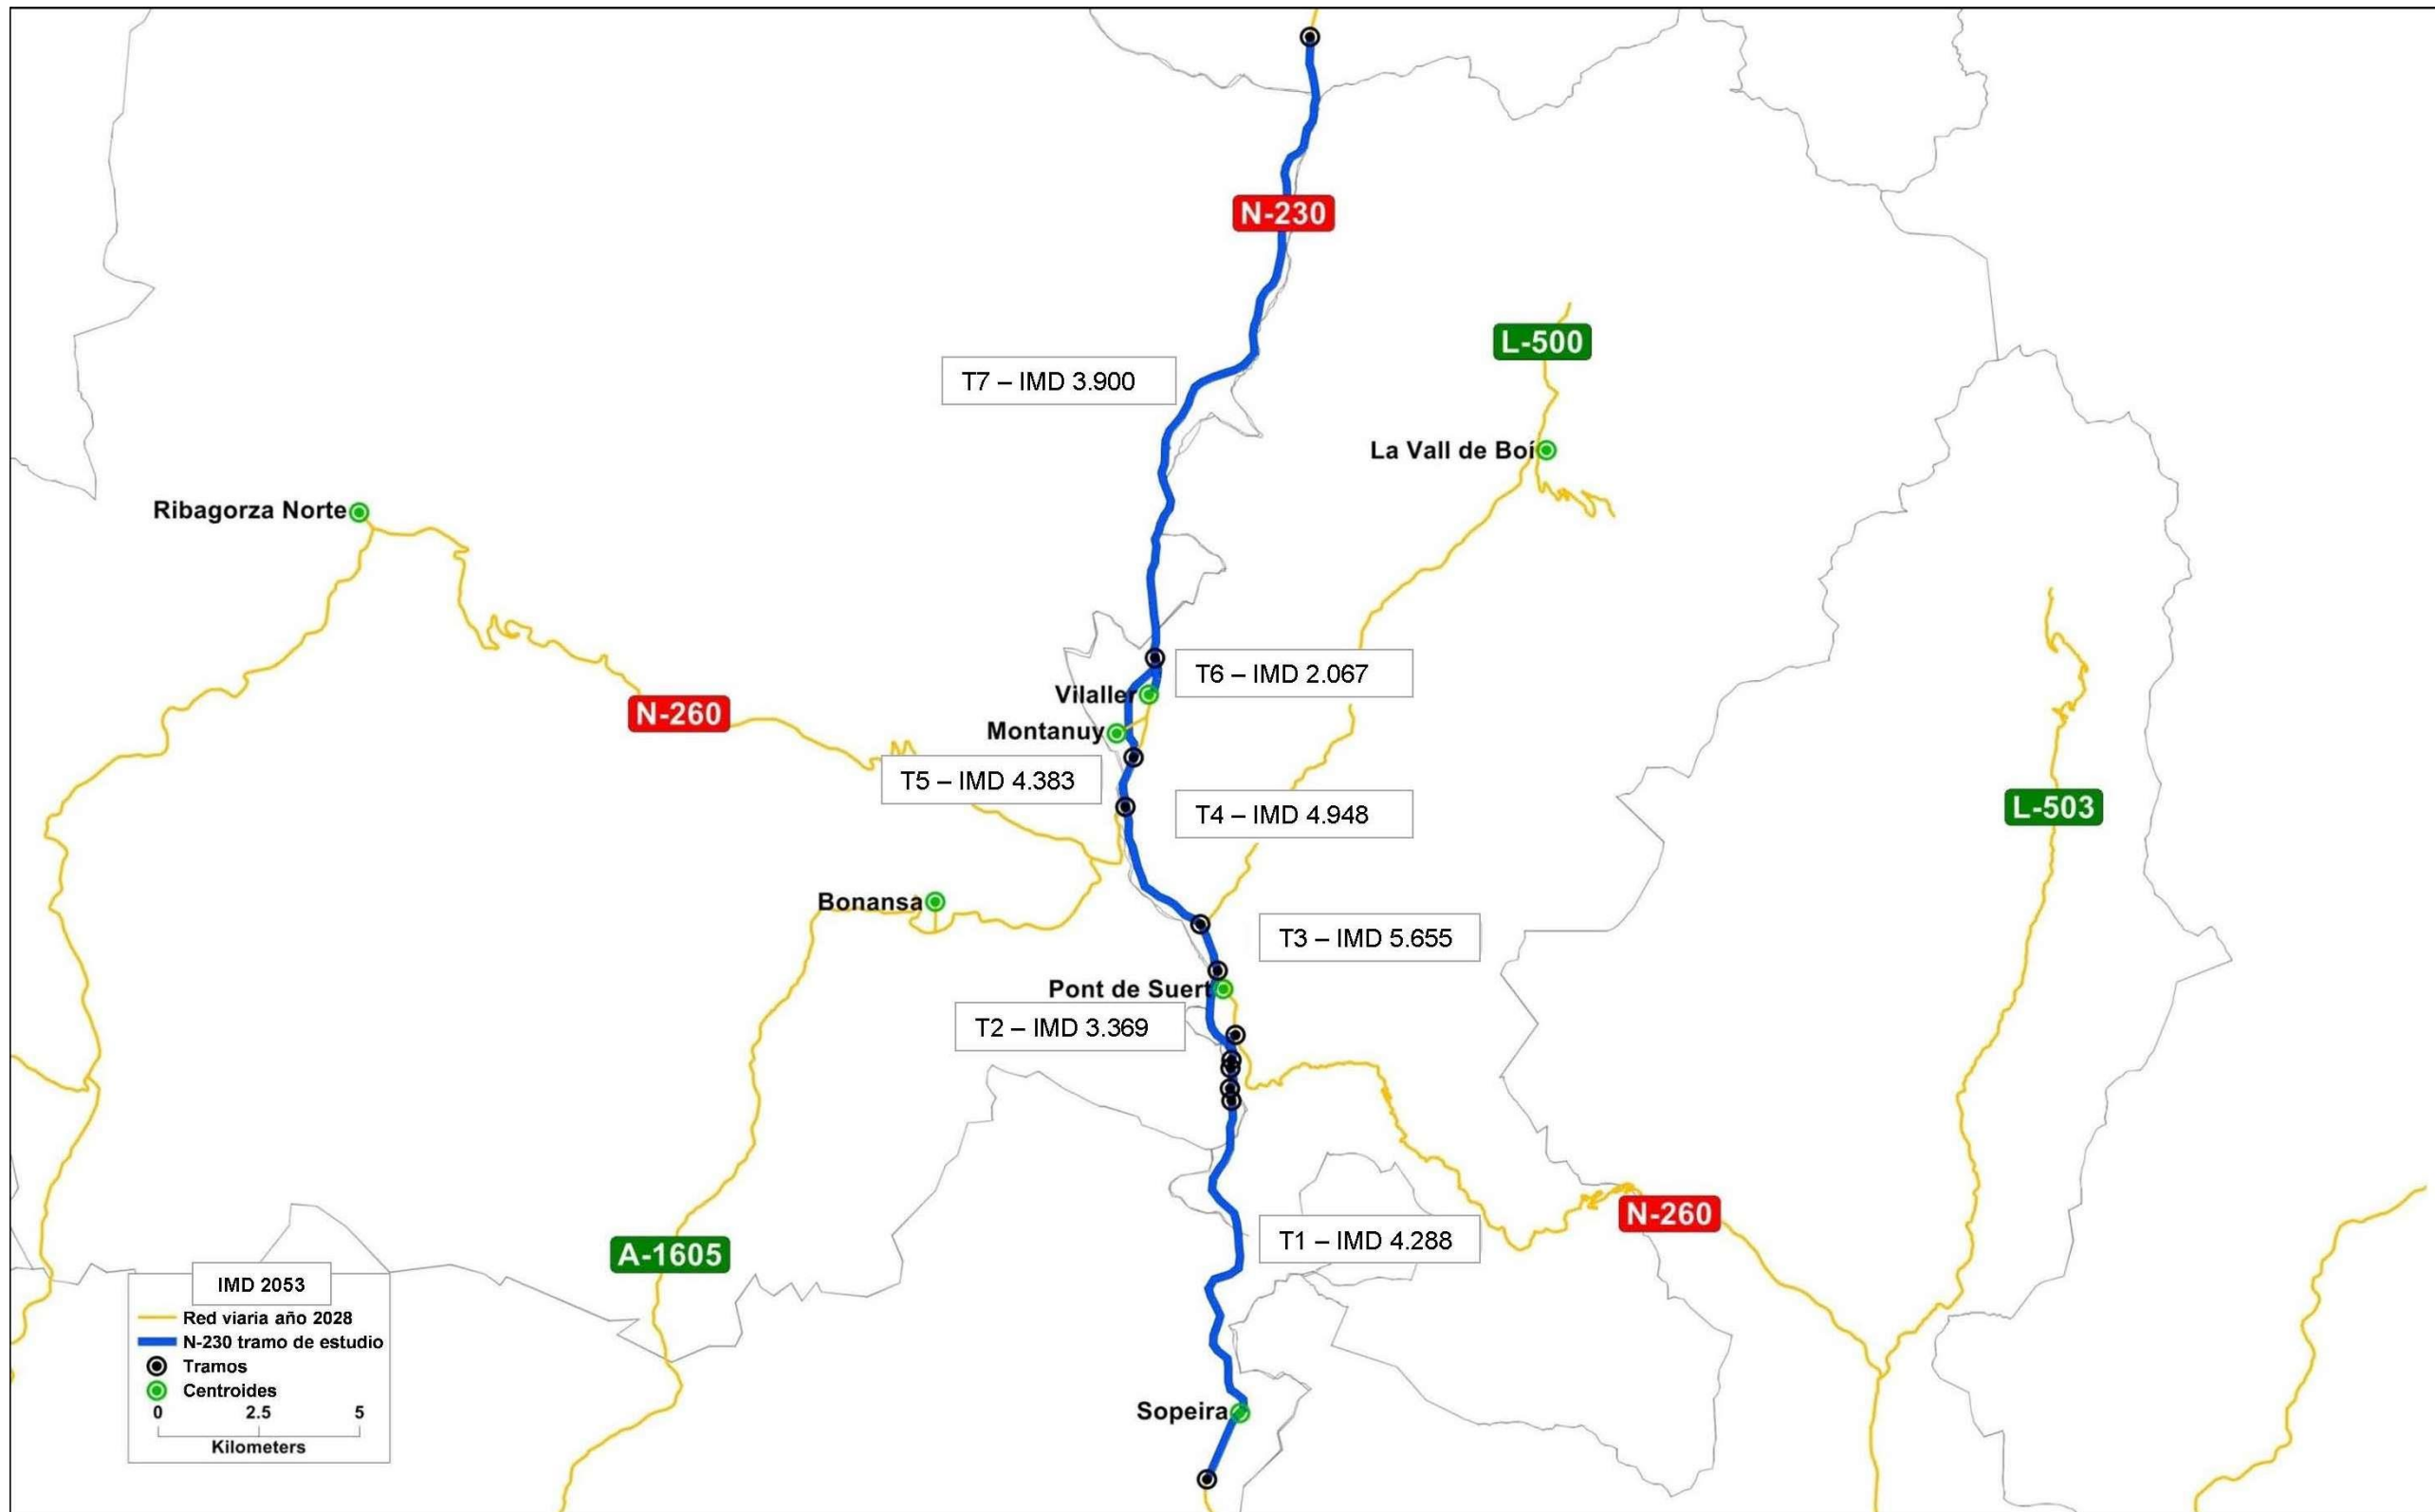 N-230
L-500
T7 – IMD 3.900
La Vall de Boí
Ribagorza Norte
T6 – IMD 2.067
Vilaller
N-260
Montanuy
T5 – IMD 4.383
L-503
T4 – IMD 4.948
Bonansa
T3 – IMD 5.655
Pont de Suert
T2 – IMD 3.369
N-260
T1 – IMD 4.288
A-1605
IMD 2053
Red viaria año 2028
N-230 tramo de estudio
Tramos
Centroides
0 2.5 5
Kilometers
Sopeira